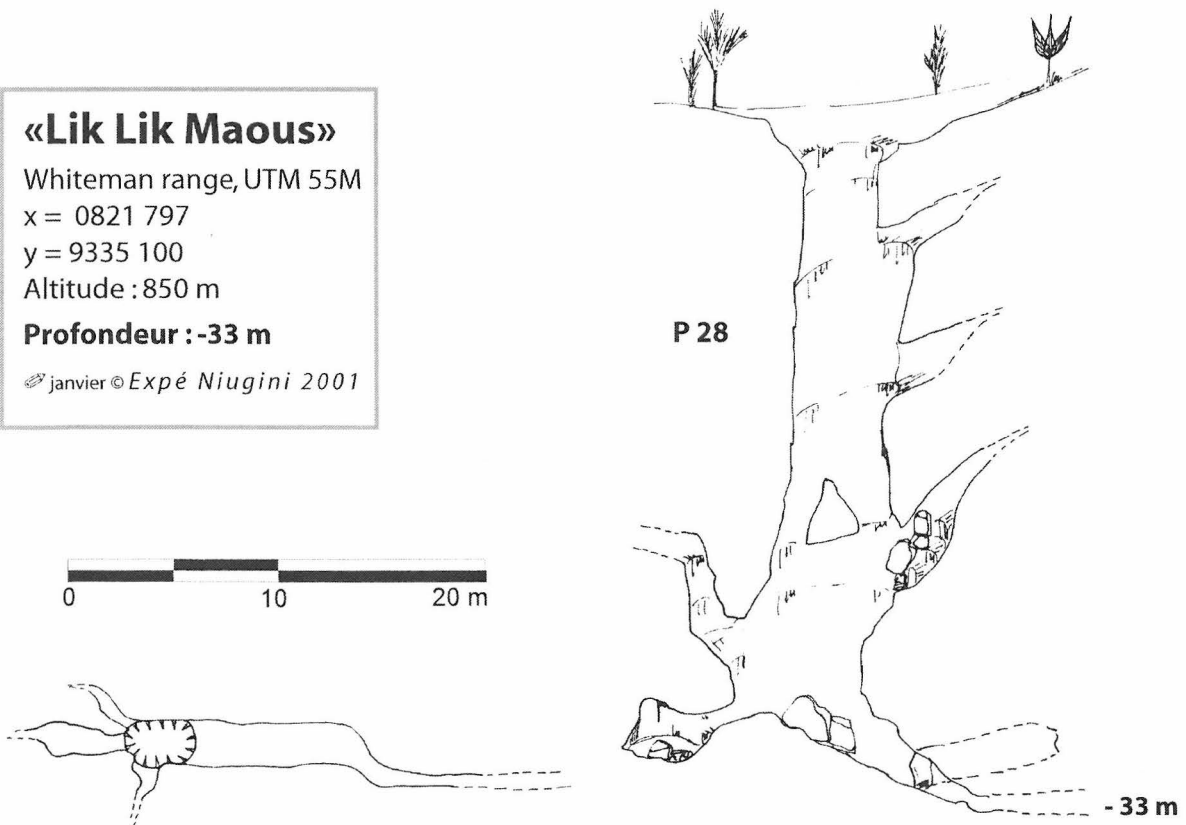 «Lik Lik Maous»
Whiteman range, UTM 55M
x = 0821 797
y = 9335 100
Altitude : 850 m
Profondeur : -33 m
janvier © Expé Niugini 2001
P 28
0 10 20 m
- 33 m